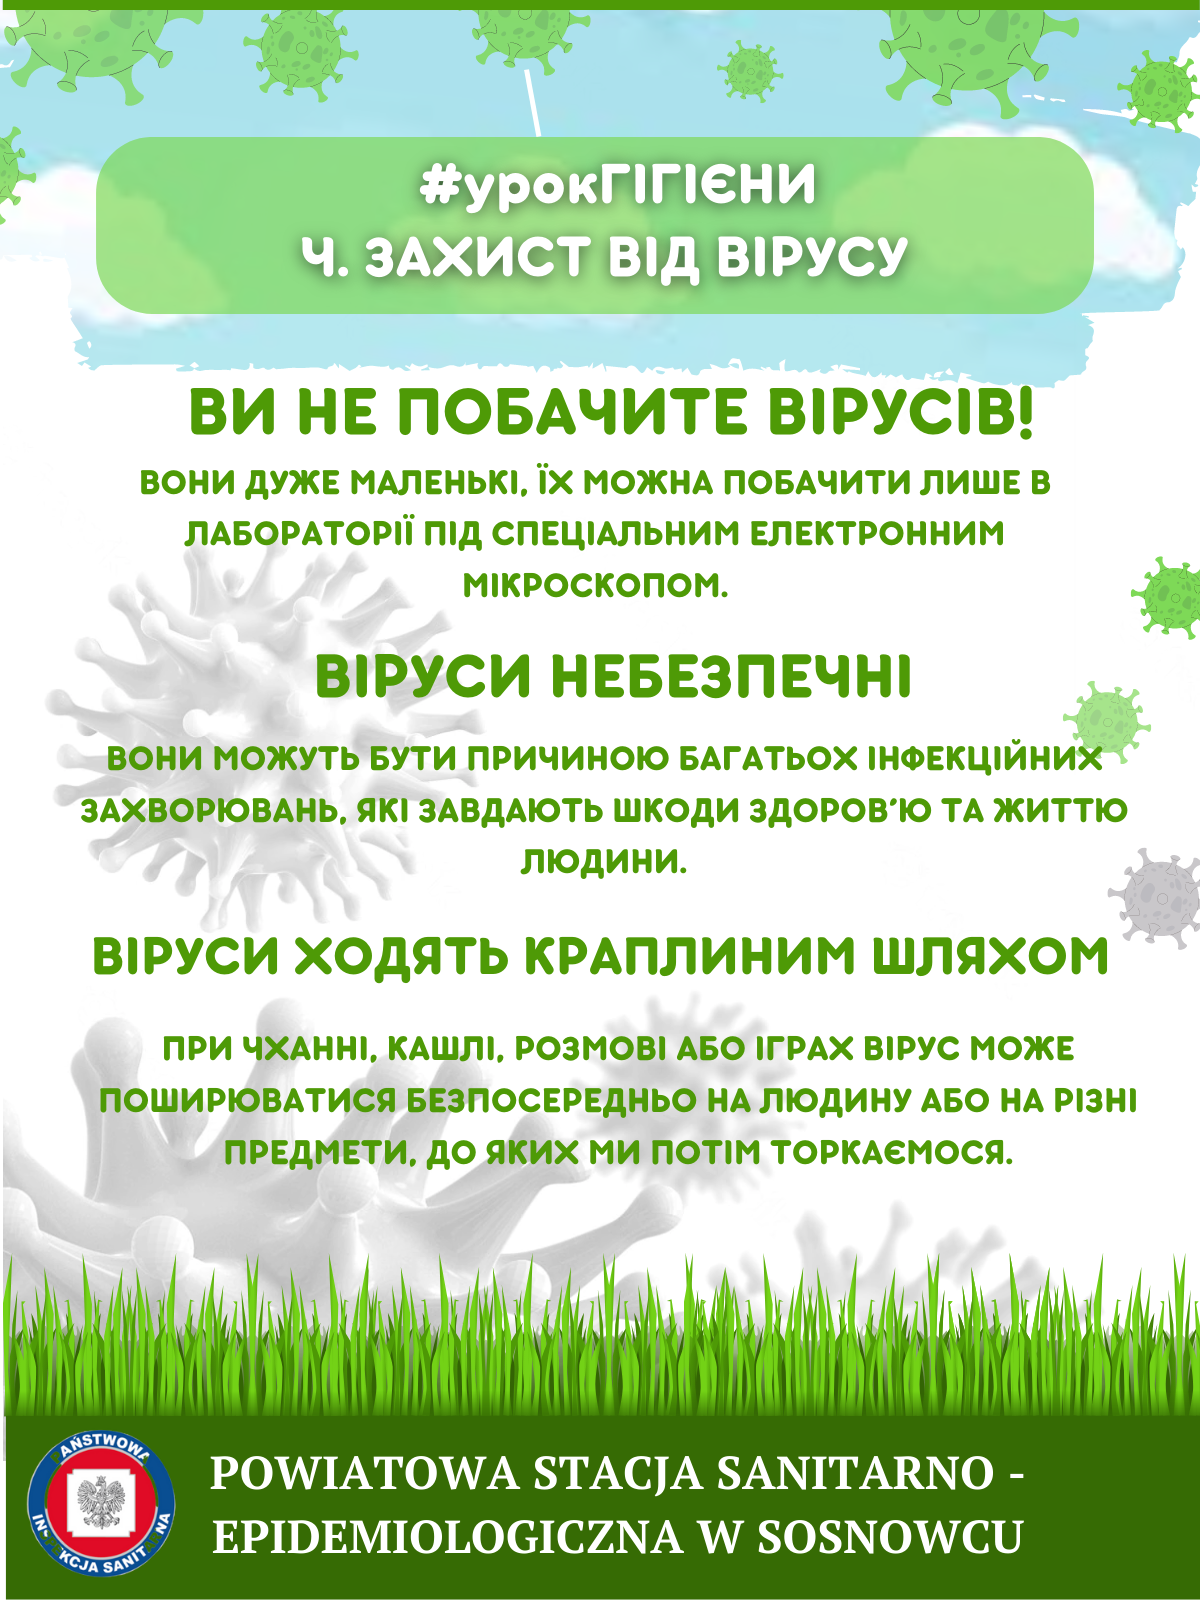 #урокГІГІЄНИ
Ч. ЗАХИСТ ВІД ВІРУСУ
ВИ НЕ ПОБАЧИТЕ ВІРУСІВ!
ВОНИ ДУЖЕ МАЛЕНЬКІ, ЇХ МОЖНА ПОБАЧИТИ ЛИШЕ В
ЛАБОРАТОРІЇ ПІД СПЕЦІАЛЬНИМ ЕЛЕКТРОННИМ
МІКРОСКОПОМ.
ВІРУСИ НЕБЕЗПЕЧНІ
ВОНИ МОЖУТЬ БУТИ ПРИЧИНОЮ БАГАТЬОХ ІНФЕКЦІЙНИХ
ЗАХВОРЮВАНЬ, ЯКІ ЗАВДАЮТЬ ШКОДИ ЗДОРОВ'Ю ТА ЖИТТЮ
ЛЮДИНИ.
ВІРУСИ ХОДЯТЬ КРАПЛИНИМ ШЛЯХОМ
ПРИ ЧХАННІ, КАШЛІ, РОЗМОВІ АБО ІГРАХ ВІРУС МОЖЕ
ПОШИРЮВАТИСЯ БЕЗПОСЕРЕДНЬО НА ЛЮДИНУ АБО НА РІЗНІ
ПРЕДМЕТИ, ДО ЯКИХ МИ ПОТІМ ТОРКАЄМОСЯ.
PAŃSTWOWA
INSPEKCJA SANITARNA
POWIATOWA STACJA SANITARNO -
EPIDEMIOLOGICZNA W SOSNOWCU